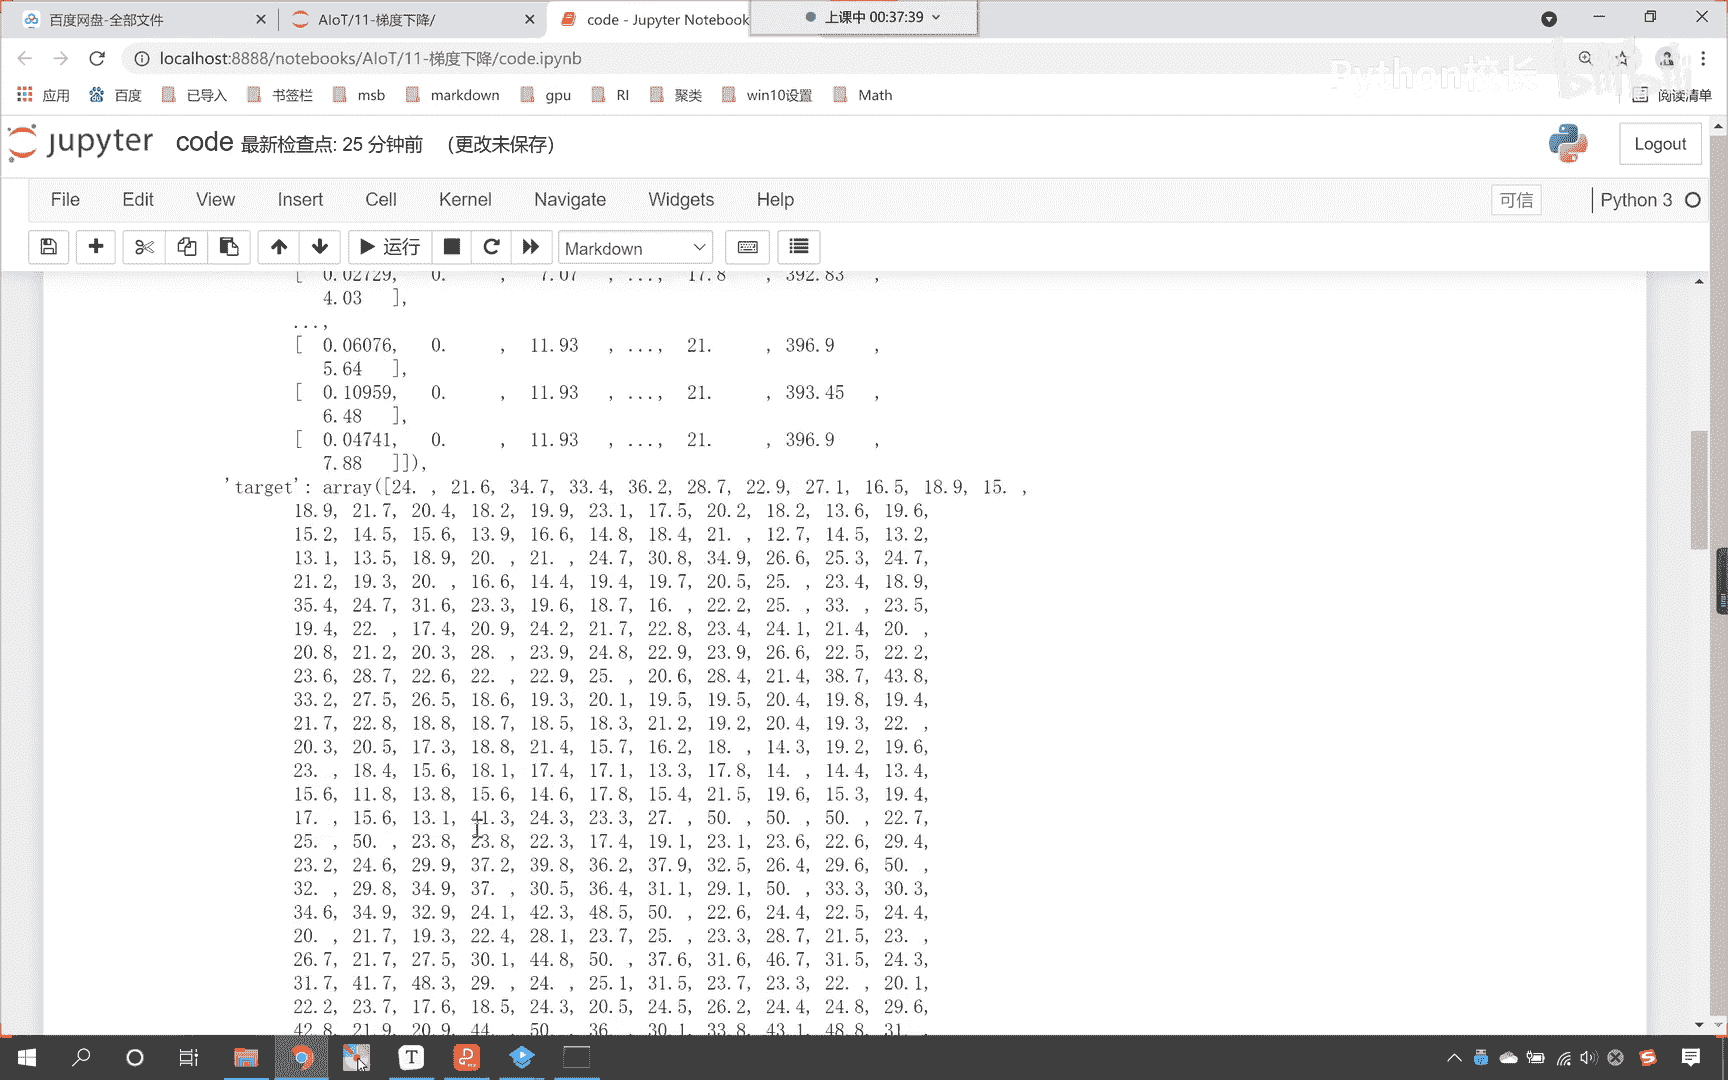 百度网盘-全部文件
AIoT/11-梯度下降/
code - Jupyter Notebook
上课中 00:37:39
localhost:8888/notebooks/AIoT/11-梯度下降/code.ipynb
Python校长
bilibili
应用 百度 已导入 书签栏 msb markdown gpu RI 聚类 win10设置 Math 阅读清单
jupyter code 最新检查点: 25 分钟前 (更改未保存)
Logout
File Edit View Insert Cell Kernel Navigate Widgets Help 可信 Python 3
运行 Markdown
[ 0.02729, 0. , 7.07 , ..., 17.8 , 392.83 ,
4.03 ],
...,
[ 0.06076, 0. , 11.93 , ..., 21. , 396.9 ,
5.64 ],
[ 0.10959, 0. , 11.93 , ..., 21. , 393.45 ,
6.48 ],
[ 0.04741, 0. , 11.93 , ..., 21. , 396.9 ,
7.88 ]]),
'target': array([24. , 21.6, 34.7, 33.4, 36.2, 28.7, 22.9, 27.1, 16.5, 18.9, 15. ,
18.9, 21.7, 20.4, 18.2, 19.9, 23.1, 17.5, 20.2, 18.2, 13.6, 19.6,
15.2, 14.5, 15.6, 13.9, 16.6, 14.8, 18.4, 21. , 12.7, 14.5, 13.2,
13.1, 13.5, 18.9, 20. , 21. , 24.7, 30.8, 34.9, 26.6, 25.3, 24.7,
21.2, 19.3, 20. , 16.6, 14.4, 19.4, 19.7, 20.5, 25. , 23.4, 18.9,
35.4, 24.7, 31.6, 23.3, 19.6, 18.7, 16. , 22.2, 25. , 33. , 23.5,
19.4, 22. , 17.4, 20.9, 24.2, 21.7, 22.8, 23.4, 24.1, 21.4, 20. ,
20.8, 21.2, 20.3, 28. , 23.9, 24.8, 22.9, 23.9, 26.6, 22.5, 22.2,
23.6, 28.7, 22.6, 22. , 22.9, 25. , 20.6, 28.4, 21.4, 38.7, 43.8,
33.2, 27.5, 26.5, 18.6, 19.3, 20.1, 19.5, 19.5, 20.4, 19.8, 19.4,
21.7, 22.8, 18.8, 18.7, 18.5, 18.3, 21.2, 19.2, 20.4, 19.3, 22. ,
20.3, 20.5, 17.3, 18.8, 21.4, 15.7, 16.2, 18. , 14.3, 19.2, 19.6,
23. , 18.4, 15.6, 18.1, 17.4, 17.1, 13.3, 17.8, 14. , 14.4, 13.4,
15.6, 11.8, 13.8, 15.6, 14.6, 17.8, 15.4, 21.5, 19.6, 15.3, 19.4,
17. , 15.6, 13.1, 41.3, 24.3, 23.3, 27. , 50. , 50. , 50. , 22.7,
25. , 50. , 23.8, 23.8, 22.3, 17.4, 19.1, 23.1, 23.6, 22.6, 29.4,
23.2, 24.6, 29.9, 37.2, 39.8, 36.2, 37.9, 32.5, 26.4, 29.6, 50. ,
32. , 29.8, 34.9, 37. , 30.5, 36.4, 31.1, 29.1, 50. , 33.3, 30.3,
34.6, 34.9, 32.9, 24.1, 42.3, 48.5, 50. , 22.6, 24.4, 22.5, 24.4,
20. , 21.7, 19.3, 22.4, 28.1, 23.7, 25. , 23.3, 28.7, 21.5, 23. ,
26.7, 21.7, 27.5, 30.1, 44.8, 50. , 37.6, 31.6, 46.7, 31.5, 24.3,
31.7, 41.7, 48.3, 29. , 24. , 25.1, 31.5, 23.7, 23.3, 22. , 20.1,
22.2, 23.7, 17.6, 18.5, 24.3, 20.5, 24.5, 26.2, 24.4, 24.8, 29.6,
42.8, 21.9, 20.9, 44. , 50. , 36. , 30.1, 33.8, 43.1, 48.8, 31. ,